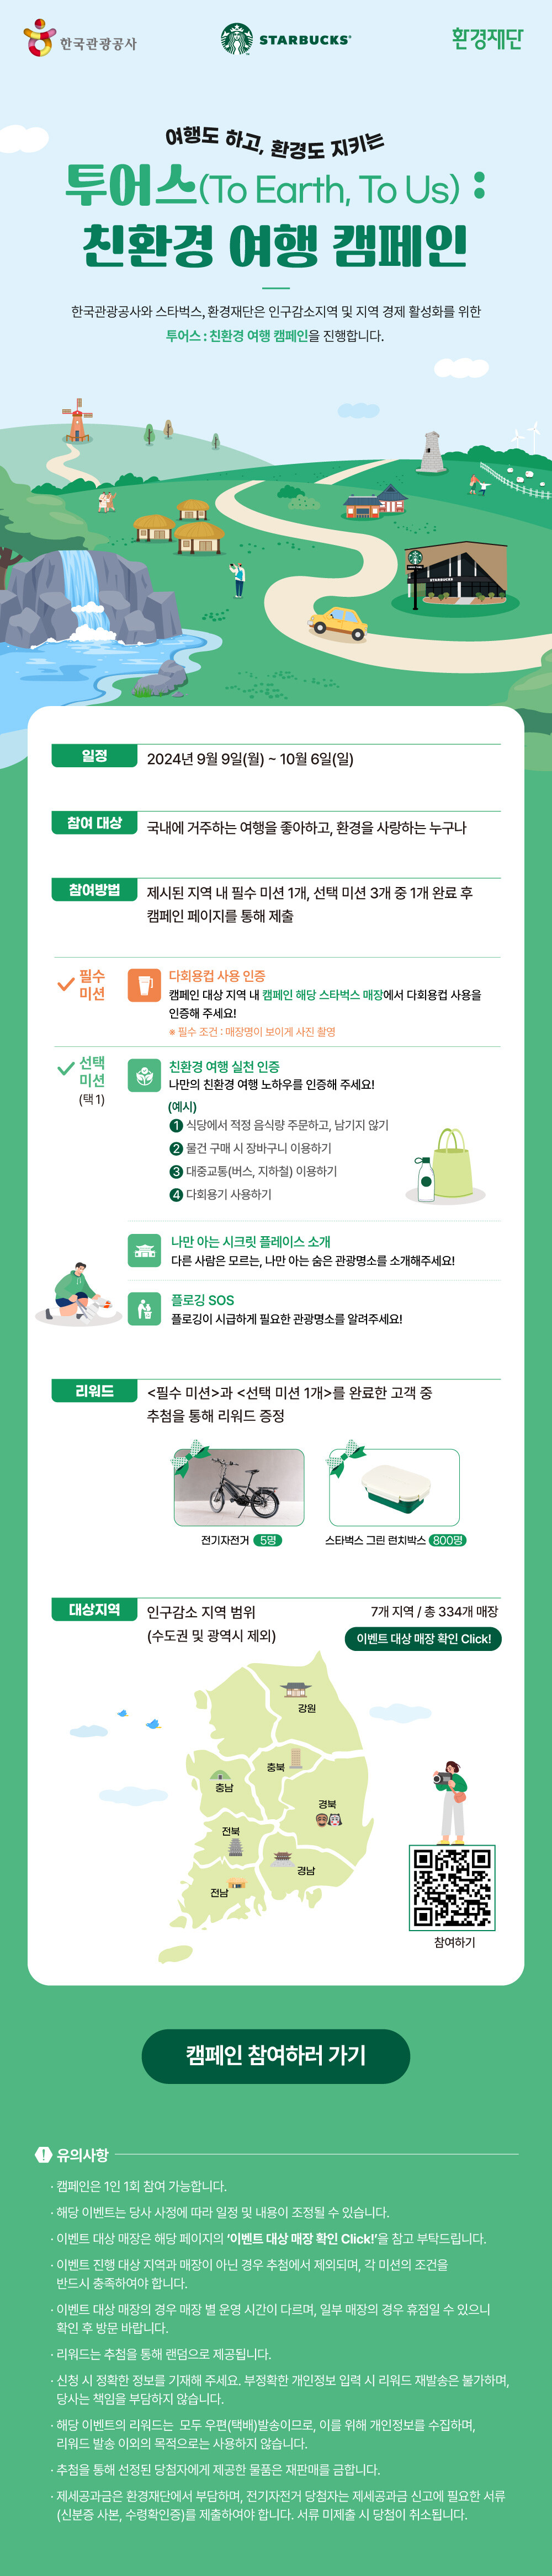 한국관광공사
STARBUCKS
환경재단
여행도 하고, 환경도 지키는
투어스(To Earth, To Us) :
친환경 여행 캠페인
한국관광공사와 스타벅스, 환경재단은 인구감소지역 및 지역 경제 활성화를 위한
투어스 : 친환경 여행 캠페인을 진행합니다.
STARBUCKS
일정
2024년 9월 9일(월) ~ 10월 6일(일)
참여 대상
국내에 거주하는 여행을 좋아하고, 환경을 사랑하는 누구나
참여방법
제시된 지역 내 필수 미션 1개, 선택 미션 3개 중 1개 완료 후
캠페인 페이지를 통해 제출
필수
미션
다회용컵 사용 인증
캠페인 대상 지역 내 캠페인 해당 스타벅스 매장에서 다회용컵 사용을
인증해 주세요!
※ 필수 조건 : 매장명이 보이게 사진 촬영
선택
미션
(택 1)
친환경 여행 실천 인증
나만의 친환경 여행 노하우를 인증해 주세요!
(예시)
1 식당에서 적정 음식량 주문하고, 남기지 않기
2 물건 구매 시 장바구니 이용하기
3 대중교통(버스, 지하철) 이용하기
4 다회용기 사용하기
나만 아는 시크릿 플레이스 소개
다른 사람은 모르는, 나만 아는 숨은 관광명소를 소개해주세요!
플로깅 SOS
플로깅이 시급하게 필요한 관광명소를 알려주세요!
리워드
<필수 미션>과 <선택 미션 1개>를 완료한 고객 중
추첨을 통해 리워드 증정
전기자전거 5명
스타벅스 그린 런치박스 800명
대상지역
인구감소 지역 범위
(수도권 및 광역시 제외)
7개 지역 / 총 334개 매장
이벤트 대상 매장 확인 Click!
강원
충북
충남
경북
전북
경남
전남
참여하기
캠페인 참여하러 가기
! 유의사항
· 캠페인은 1인 1회 참여 가능합니다.
· 해당 이벤트는 당사 사정에 따라 일정 및 내용이 조정될 수 있습니다.
· 이벤트 대상 매장은 해당 페이지의 '이벤트 대상 매장 확인 Click!'을 참고 부탁드립니다.
· 이벤트 진행 대상 지역과 매장이 아닌 경우 추첨에서 제외되며, 각 미션의 조건을
반드시 충족하여야 합니다.
· 이벤트 대상 매장의 경우 매장 별 운영 시간이 다르며, 일부 매장의 경우 휴점일 수 있으니
확인 후 방문 바랍니다.
· 리워드는 추첨을 통해 랜덤으로 제공됩니다.
· 신청 시 정확한 정보를 기재해 주세요. 부정확한 개인정보 입력 시 리워드 재발송은 불가하며,
당사는 책임을 부담하지 않습니다.
· 해당 이벤트의 리워드는 모두 우편(택배)발송이므로, 이를 위해 개인정보를 수집하며,
리워드 발송 이외의 목적으로는 사용하지 않습니다.
· 추첨을 통해 선정된 당첨자에게 제공한 물품은 재판매를 금합니다.
· 제세공과금은 환경재단에서 부담하며, 전기자전거 당첨자는 제세공과금 신고에 필요한 서류
(신분증 사본, 수령확인증)를 제출하여야 합니다. 서류 미제출 시 당첨이 취소됩니다.